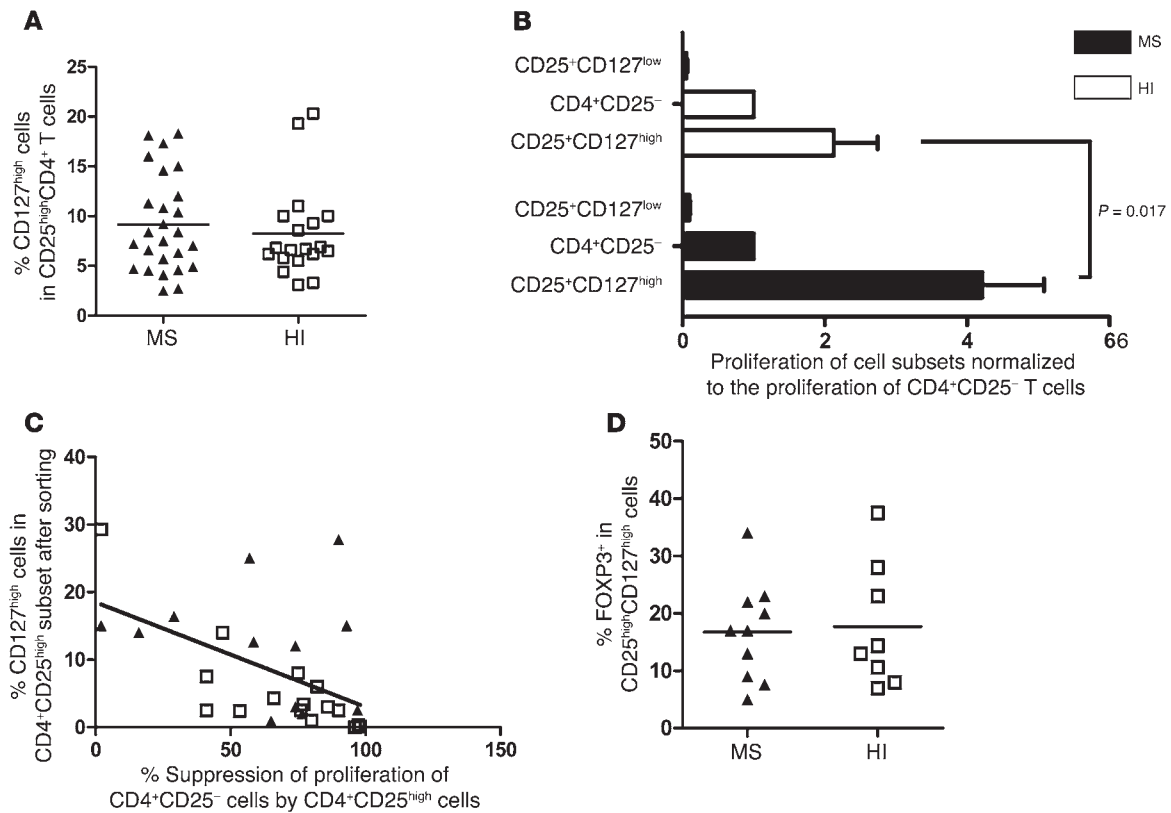 A
25
20
15
10
5
0
% CD127high cells
in CD25highCD4+ T cells
MS
HI
B
MS
HI
CD25+CD127low
CD4+CD25−
CD25+CD127high
CD25+CD127low
CD4+CD25−
CD25+CD127high
P = 0.017
0
2
4
66
Proliferation of cell subsets normalized
to the proliferation of CD4+CD25− T cells
C
40
30
20
10
0
% CD127high cells in
CD4+CD25high subset after sorting
0
50
100
150
% Suppression of proliferation of
CD4+CD25− cells by CD4+CD25high cells
D
50
40
30
20
10
0
% FOXP3+ in
CD25highCD127high cells
MS
HI